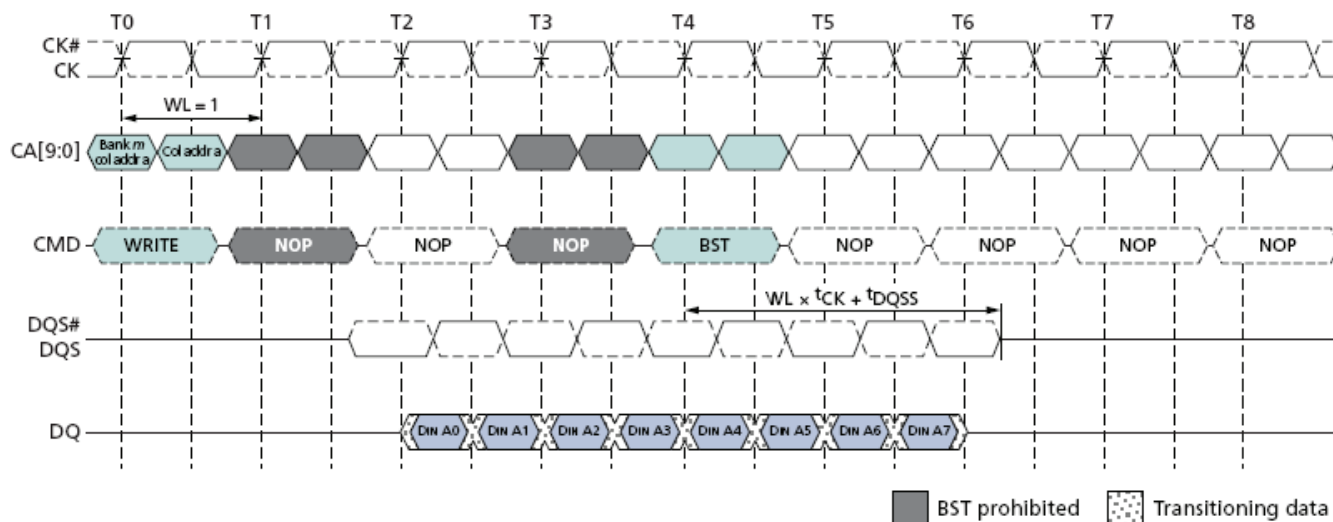 T0 T1 T2 T3 T4 T5 T6 T7 T8
CK#
CK
WL = 1
CA[9:0] Bank m col addr a Col addr a
CMD WRITE NOP NOP NOP BST NOP NOP NOP NOP
WL × tCK + tDQSS
DQS#
DQS
DQ DIN A0 DIN A1 DIN A2 DIN A3 DIN A4 DIN A5 DIN A6 DIN A7
BST prohibited Transitioning data